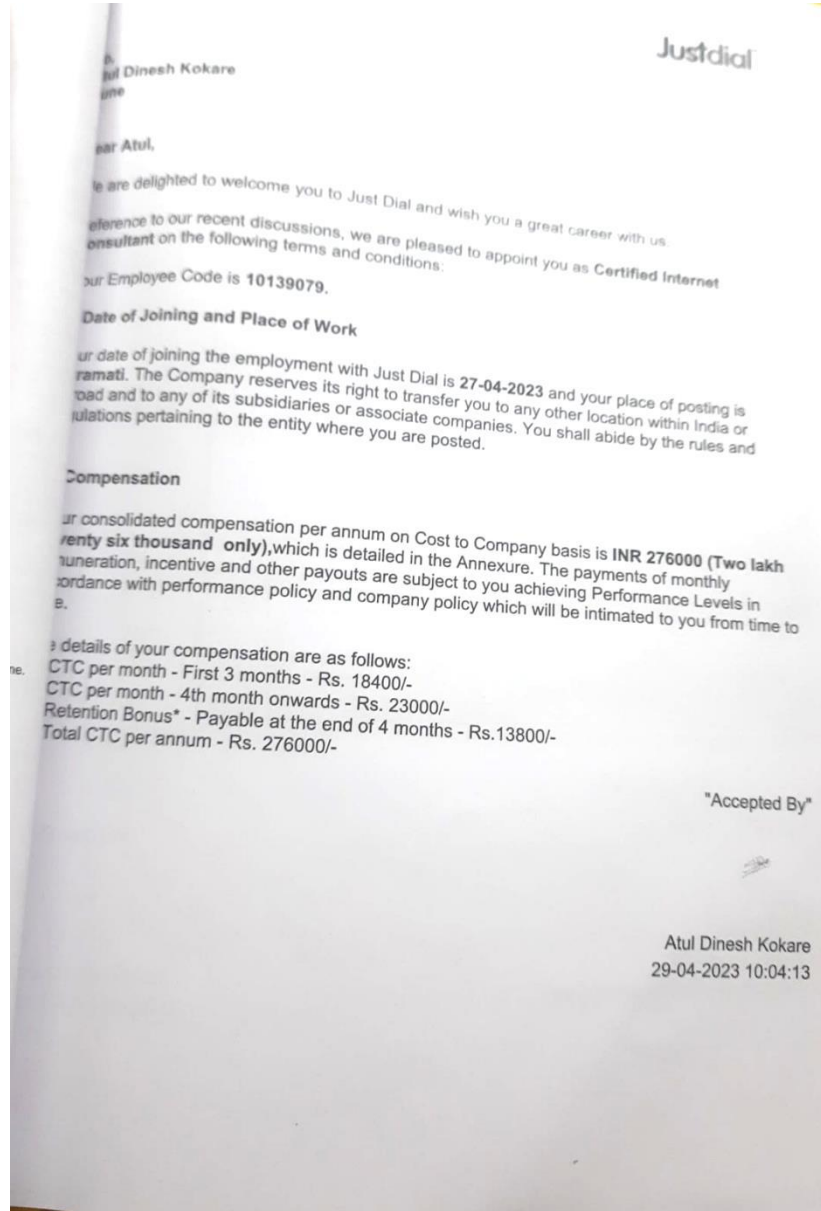 Justdial
Dinesh Kokare
Atul,
are delighted to welcome you to Just Dial and wish you a great career with us.
to our recent discussions, we are pleased to appoint you as Certified Internet
on the following terms and conditions:
Employee Code is 10139079.
Date of Joining and Place of Work
date of joining the employment with Just Dial is 27-04-2023 and your place of posting is
The Company reserves its right to transfer you to any other location within India or
and to any of its subsidiaries or associate companies. You shall abide by the rules and
pertaining to the entity where you are posted.
Compensation
consolidated compensation per annum on Cost to Company basis is INR 276000 (Two lakh
six thousand only),which is detailed in the Annexure. The payments of monthly
incentive and other payouts are subject to you achieving Performance Levels in
with performance policy and company policy which will be intimated to you from time to
details of your compensation are as follows:
CTC per month - First 3 months - Rs. 18400/-
CTC per month - 4th month onwards - Rs. 23000/-
Retention Bonus* - Payable at the end of 4 months - Rs.13800/-
Total CTC per annum - Rs. 276000/-
"Accepted By"
Atul Dinesh Kokare
29-04-2023 10:04:13